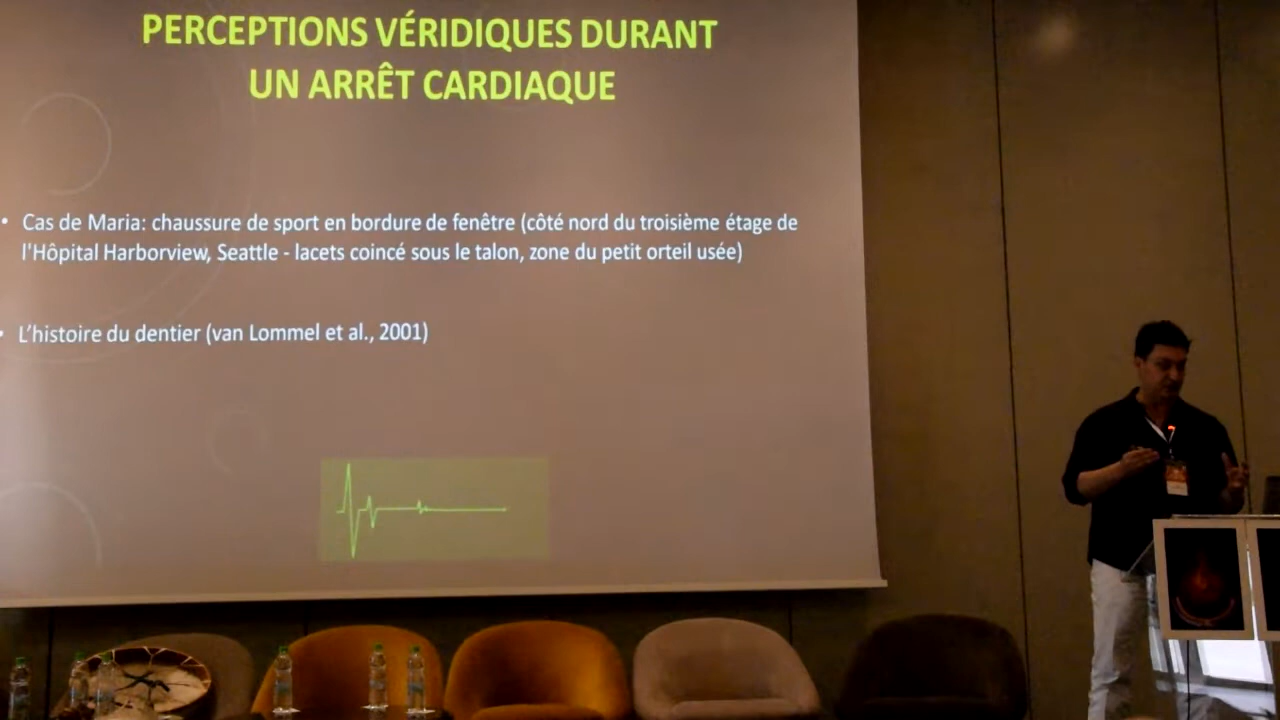 PERCEPTIONS VÉRIDIQUES DURANT
UN ARRÊT CARDIAQUE
• Cas de Maria: chaussure de sport en bordure de fenêtre (côté nord du troisième étage de
l'Hôpital Harborview, Seattle - lacets coincé sous le talon, zone du petit orteil usée)
• L'histoire du dentier (van Lommel et al., 2001)